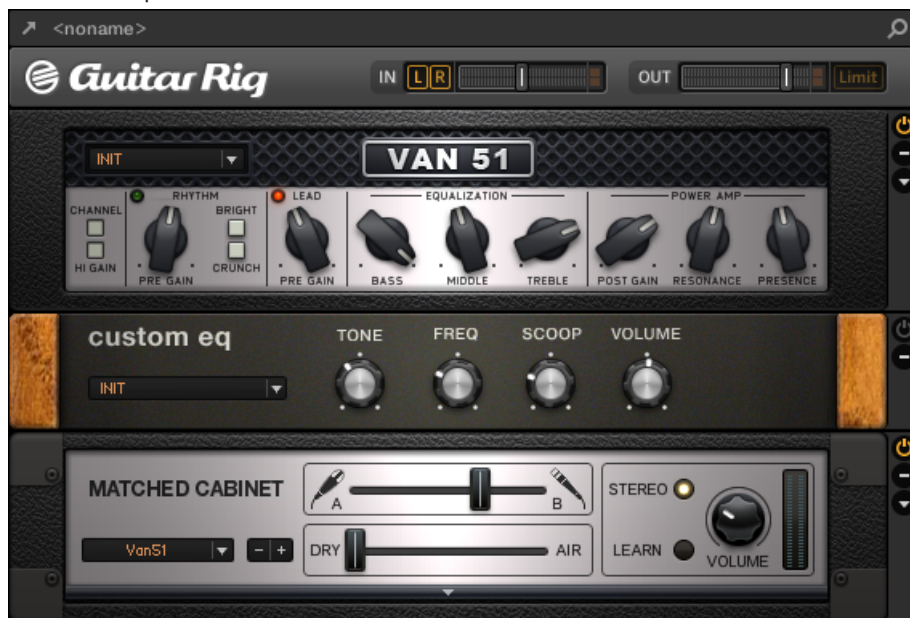 <noname>
Guitar Rig
IN L R
OUT Limit
INIT
VAN 51
CHANNEL
HI GAIN
RHYTHM
PRE GAIN
BRIGHT
CRUNCH
LEAD
PRE GAIN
EQUALIZATION
BASS MIDDLE TREBLE
POWER AMP
POST GAIN RESONANCE PRESENCE
custom eq
INIT
TONE FREQ SCOOP VOLUME
MATCHED CABINET
Van51
- +
A B
DRY AIR
STEREO
LEARN
VOLUME